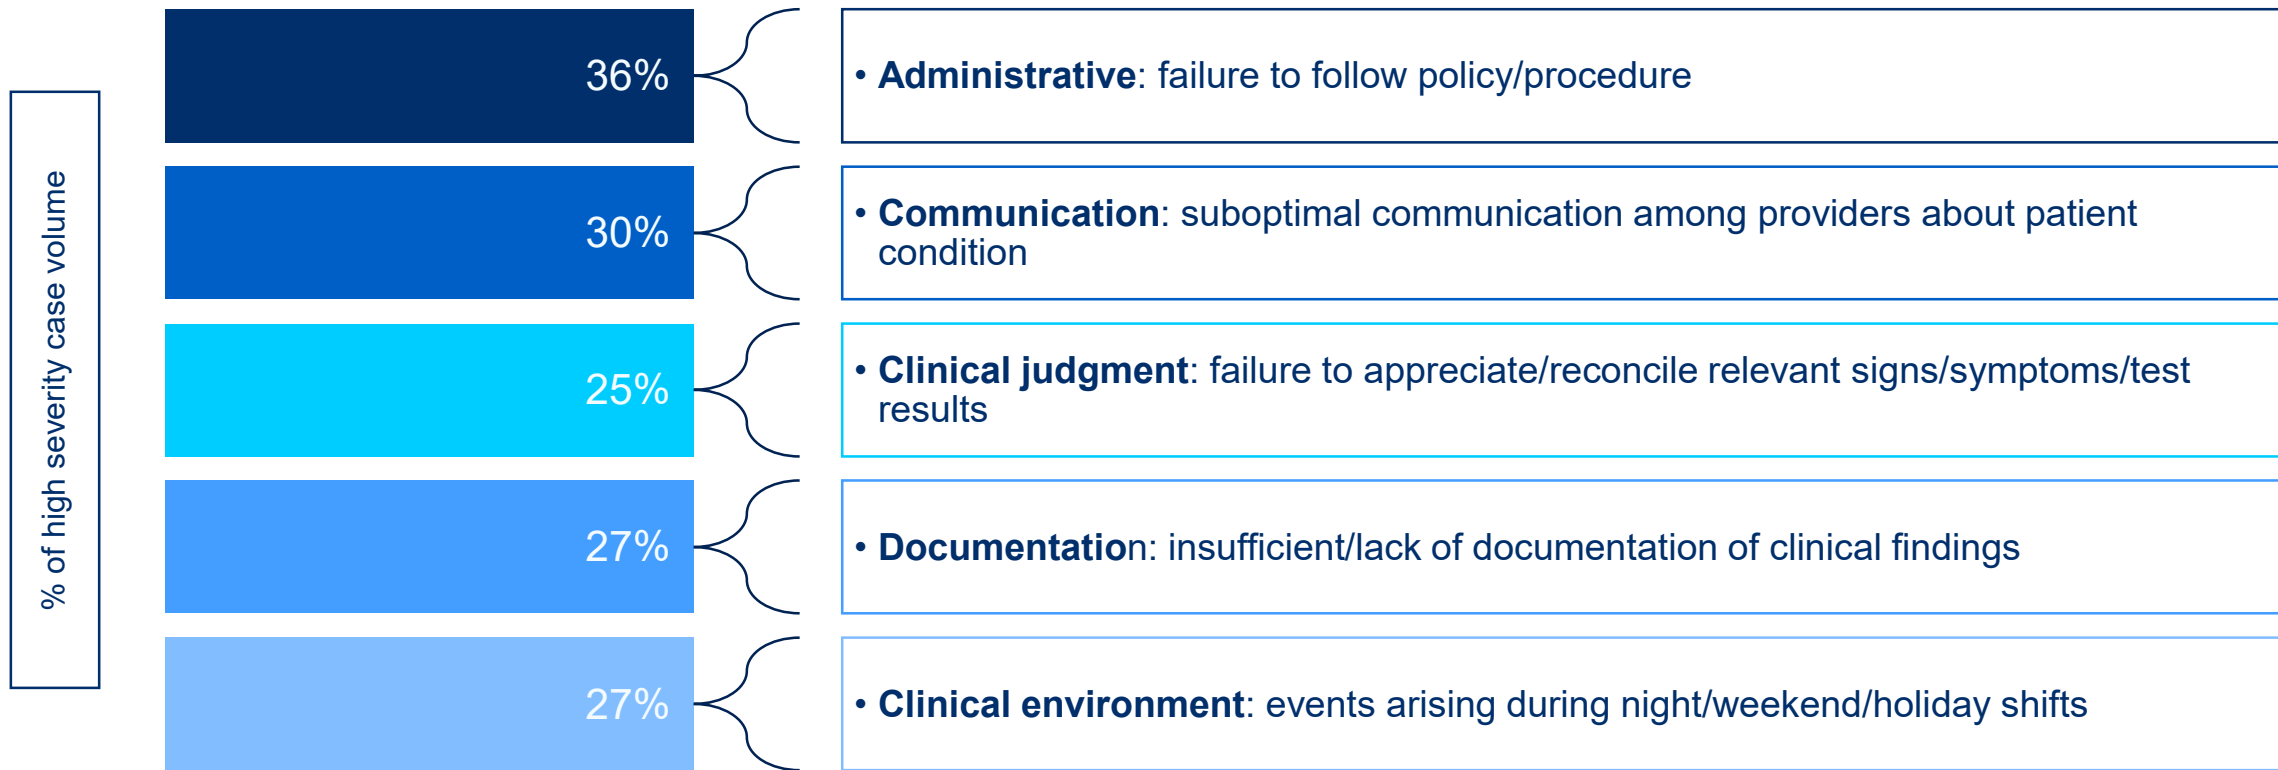 % of high severity case volume
36%
• Administrative: failure to follow policy/procedure
30%
• Communication: suboptimal communication among providers about patient
condition
25%
• Clinical judgment: failure to appreciate/reconcile relevant signs/symptoms/test
results
27%
• Documentation: insufficient/lack of documentation of clinical findings
27%
• Clinical environment: events arising during night/weekend/holiday shifts